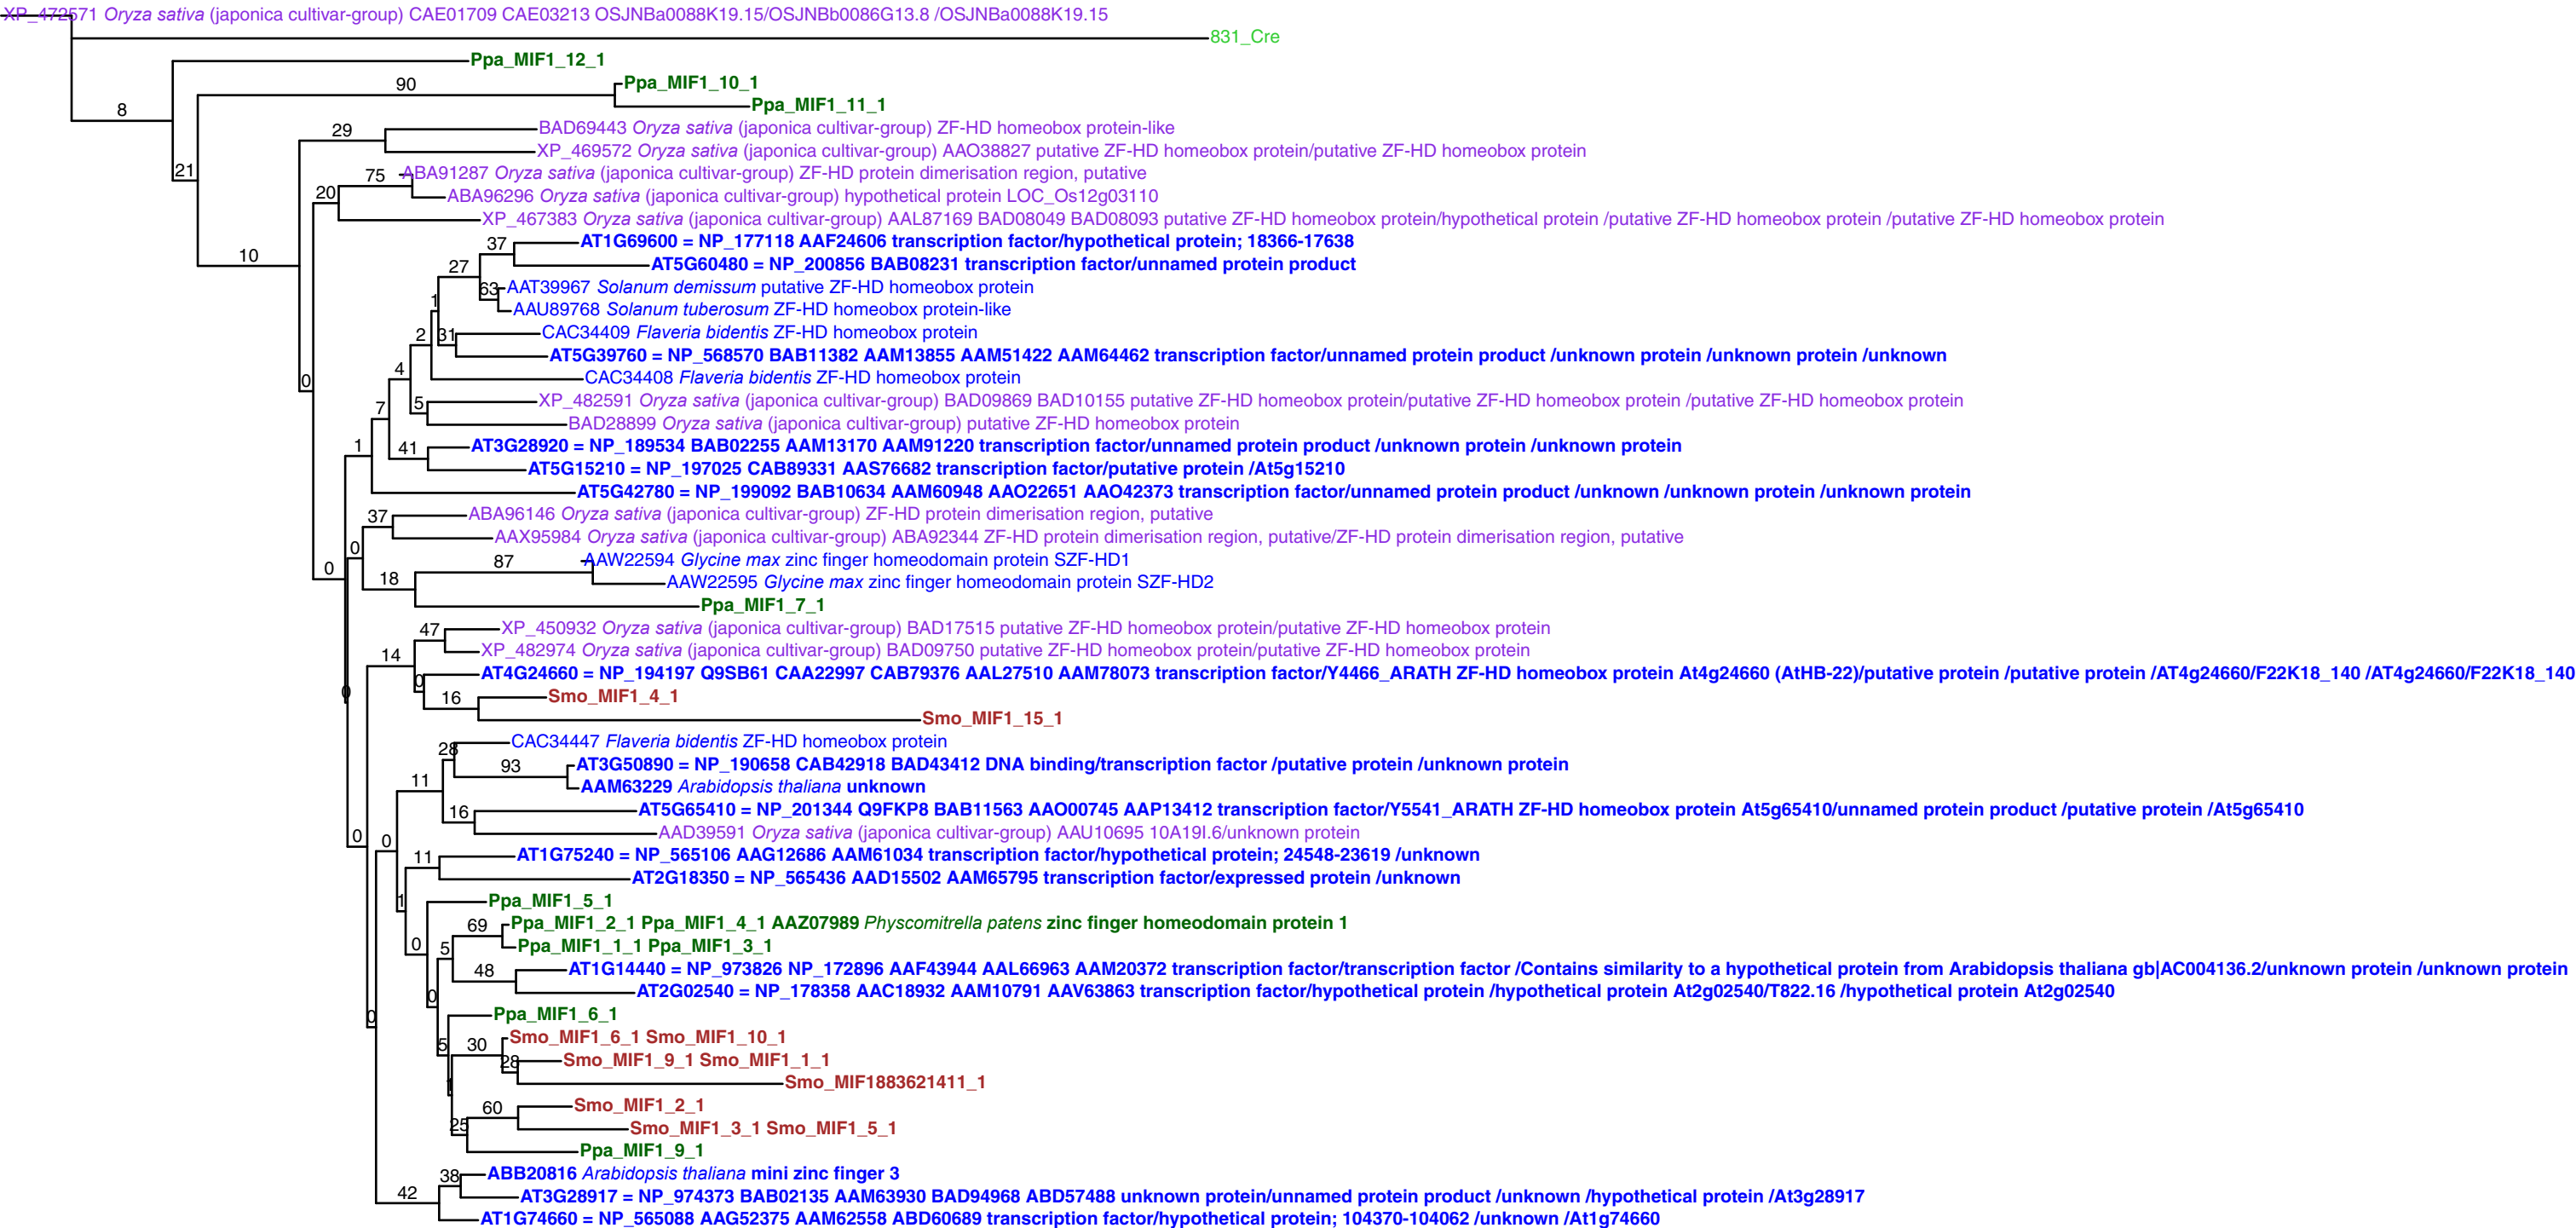 XP_472571 Oryza sativa (japonica cultivar-group) CAE01709 CAE03213 OSJNBa0088K19.15/OSJNBb0086G13.8 /OSJNBa0088K19.15
831_Cre
Ppa_MIF1_12_1
90 Ppa_MIF1_10_1
8 Ppa_MIF1_11_1
29 BAD69443 Oryza sativa (japonica cultivar-group) ZF-HD homeobox protein-like
XP_469572 Oryza sativa (japonica cultivar-group) AAO38827 putative ZF-HD homeobox protein/putative ZF-HD homeobox protein
21 75 ABA91287 Oryza sativa (japonica cultivar-group) ZF-HD protein dimerisation region, putative
20 ABA96296 Oryza sativa (japonica cultivar-group) hypothetical protein LOC_Os12g03110
XP_467383 Oryza sativa (japonica cultivar-group) AAL87169 BAD08049 BAD08093 putative ZF-HD homeobox protein/hypothetical protein /putative ZF-HD homeobox protein /putative ZF-HD homeobox protein
37 AT1G69600 = NP_177118 AAF24606 transcription factor/hypothetical protein; 18366-17638
10 27 AT5G60480 = NP_200856 BAB08231 transcription factor/unnamed protein product
63 AAT39967 Solanum demissum putative ZF-HD homeobox protein
1 AAU89768 Solanum tuberosum ZF-HD homeobox protein-like
2 31 CAC34409 Flaveria bidentis ZF-HD homeobox protein
AT5G39760 = NP_568570 BAB11382 AAM13855 AAM51422 AAM64462 transcription factor/unnamed protein product /unknown protein /unknown protein /unknown
0 4 CAC34408 Flaveria bidentis ZF-HD homeobox protein
7 5 XP_482591 Oryza sativa (japonica cultivar-group) BAD09869 BAD10155 putative ZF-HD homeobox protein/putative ZF-HD homeobox protein /putative ZF-HD homeobox protein
BAD28899 Oryza sativa (japonica cultivar-group) putative ZF-HD homeobox protein
1 41 AT3G28920 = NP_189534 BAB02255 AAM13170 AAM91220 transcription factor/unnamed protein product /unknown protein /unknown protein
AT5G15210 = NP_197025 CAB89331 AAS76682 transcription factor/putative protein /At5g15210
AT5G42780 = NP_199092 BAB10634 AAM60948 AAO22651 AAO42373 transcription factor/unnamed protein product /unknown /unknown protein /unknown protein
37 ABA96146 Oryza sativa (japonica cultivar-group) ZF-HD protein dimerisation region, putative
0 AAX95984 Oryza sativa (japonica cultivar-group) ABA92344 ZF-HD protein dimerisation region, putative/ZF-HD protein dimerisation region, putative
0 87 AAW22594 Glycine max zinc finger homeodomain protein SZF-HD1
18 AAW22595 Glycine max zinc finger homeodomain protein SZF-HD2
Ppa_MIF1_7_1
47 XP_450932 Oryza sativa (japonica cultivar-group) BAD17515 putative ZF-HD homeobox protein/putative ZF-HD homeobox protein
14 XP_482974 Oryza sativa (japonica cultivar-group) BAD09750 putative ZF-HD homeobox protein/putative ZF-HD homeobox protein
0 0 AT4G24660 = NP_194197 Q9SB61 CAA22997 CAB79376 AAL27510 AAM78073 transcription factor/Y4466_ARATH ZF-HD homeobox protein At4g24660 (AtHB-22)/putative protein /putative protein /AT4g24660/F22K18_140 /AT4g24660/F22K18_140
16 Smo_MIF1_4_1
Smo_MIF1_15_1
28 CAC34447 Flaveria bidentis ZF-HD homeobox protein
11 93 AT3G50890 = NP_190658 CAB42918 BAD43412 DNA binding/transcription factor /putative protein /unknown protein
AAM63229 Arabidopsis thaliana unknown
16 AT5G65410 = NP_201344 Q9FKP8 BAB11563 AAO00745 AAP13412 transcription factor/Y5541_ARATH ZF-HD homeobox protein At5g65410/unnamed protein product /putative protein /At5g65410
0 0 AAD39591 Oryza sativa (japonica cultivar-group) AAU10695 10A19I.6/unknown protein
11 AT1G75240 = NP_565106 AAG12686 AAM61034 transcription factor/hypothetical protein; 24548-23619 /unknown
AT2G18350 = NP_565436 AAD15502 AAM65795 transcription factor/expressed protein /unknown
1 Ppa_MIF1_5_1
69 Ppa_MIF1_2_1 Ppa_MIF1_4_1 AAZ07989 Physcomitrella patens zinc finger homeodomain protein 1
0 5 Ppa_MIF1_1_1 Ppa_MIF1_3_1
48 AT1G14440 = NP_973826 NP_172896 AAF43944 AAL66963 AAM20372 transcription factor/transcription factor /Contains similarity to a hypothetical protein from Arabidopsis thaliana gb|AC004136.2/unknown protein /unknown protein
0 AT2G02540 = NP_178358 AAC18932 AAM10791 AAV63863 transcription factor/hypothetical protein /hypothetical protein At2g02540/T822.16 /hypothetical protein At2g02540
0 Ppa_MIF1_6_1
5 30 Smo_MIF1_6_1 Smo_MIF1_10_1
28 Smo_MIF1_9_1 Smo_MIF1_1_1
1 Smo_MIF1883621411_1
60 Smo_MIF1_2_1
25 Smo_MIF1_3_1 Smo_MIF1_5_1
Ppa_MIF1_9_1
38 ABB20816 Arabidopsis thaliana mini zinc finger 3
42 AT3G28917 = NP_974373 BAB02135 AAM63930 BAD94968 ABD57488 unknown protein/unnamed protein product /unknown /hypothetical protein /At3g28917
AT1G74660 = NP_565088 AAG52375 AAM62558 ABD60689 transcription factor/hypothetical protein; 104370-104062 /unknown /At1g74660